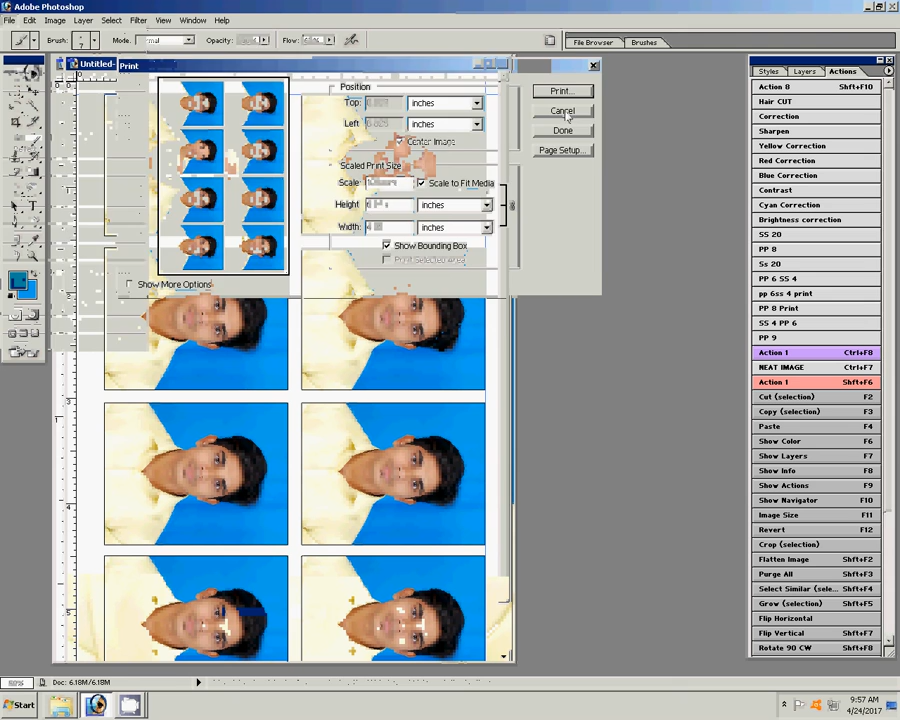 Adobe Photoshop
File Edit Image Layer Select Filter View Window Help
Brush: 7 Mode: Opacity: Flow:
File Browser Brushes
Untitled-
Print
Position
Top: inches
Left inches
Center Image
Scaled Print Size
Scale: Scale to Fit Media
Height inches
Width: inches
Show Bounding Box
Print Selected Area
Show More Options
Print...
Cancel
Done
Page Setup...
Styles Layers Actions
Action 8 Shft+F10
Hair CUT
Correction
Sharpen
Yellow Correction
Red Correction
Blue Correction
Contrast
Cyan Correction
Brightness correction
SS 20
PP 8
Ss 20
PP 6 SS 4
pp 6ss 4 print
PP 8 Print
SS 4 PP 6
PP 9
Action 1 Ctrl+F8
NEAT IMAGE Ctrl+F7
Action 1 Shft+F6
Cut (selection) F2
Copy (selection) F3
Paste F4
Show Color F6
Show Layers F7
Show Info F8
Show Actions F9
Show Navigator F10
Image Size F11
Revert F12
Crop (selection)
Flatten Image Shft+F2
Purge All Shft+F3
Select Similar (sele... Shft+F4
Grow (selection) Shft+F5
Flip Horizontal
Flip Vertical Shft+F7
Rotate 90 CW Shft+F8
Doc: 6.18M/6.18M
Start
9:57 AM
4/24/2017